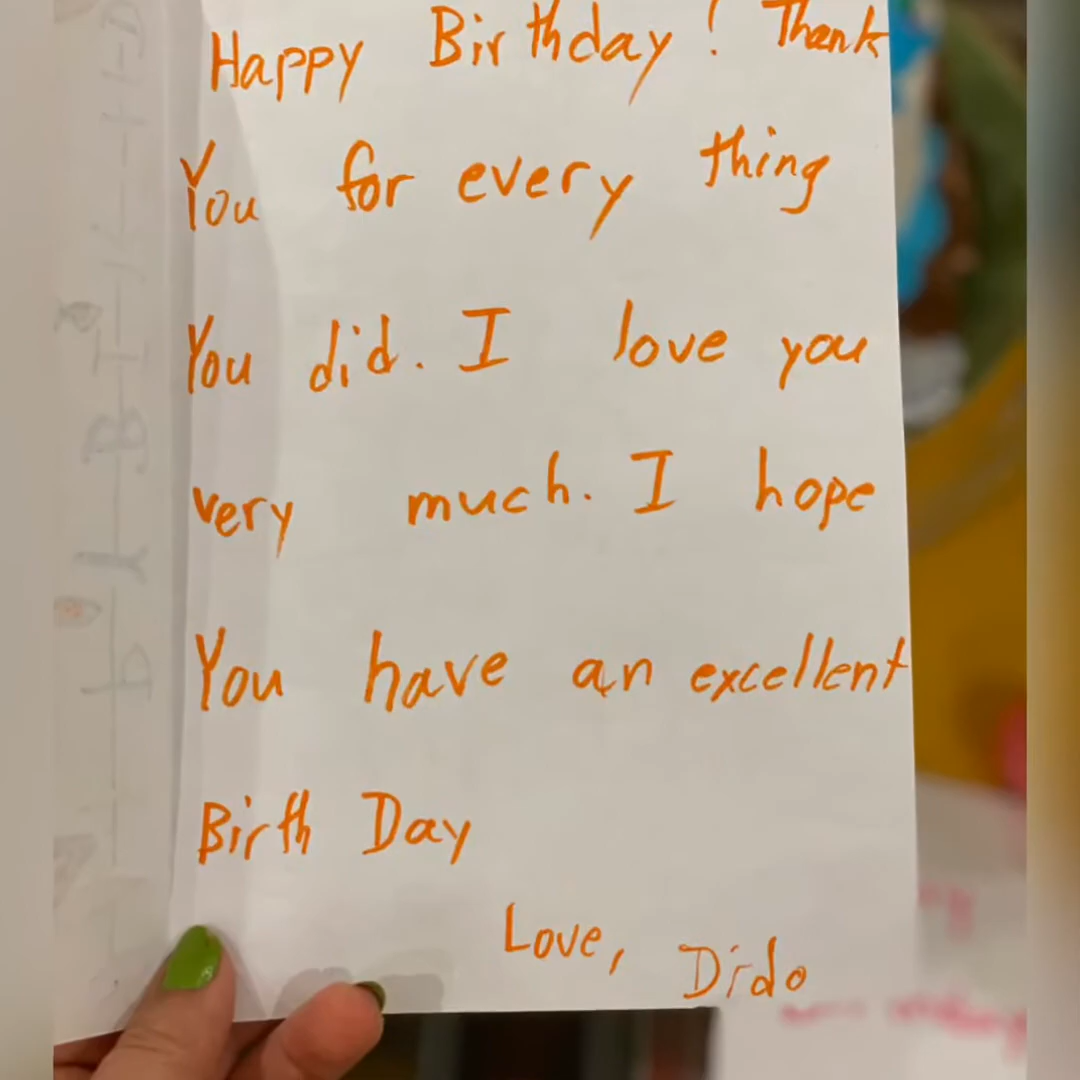 Happy Birthday! Thank
You for every thing
You did. I love you
very much. I hope
You have an excellent
Birth Day
Love, Dido